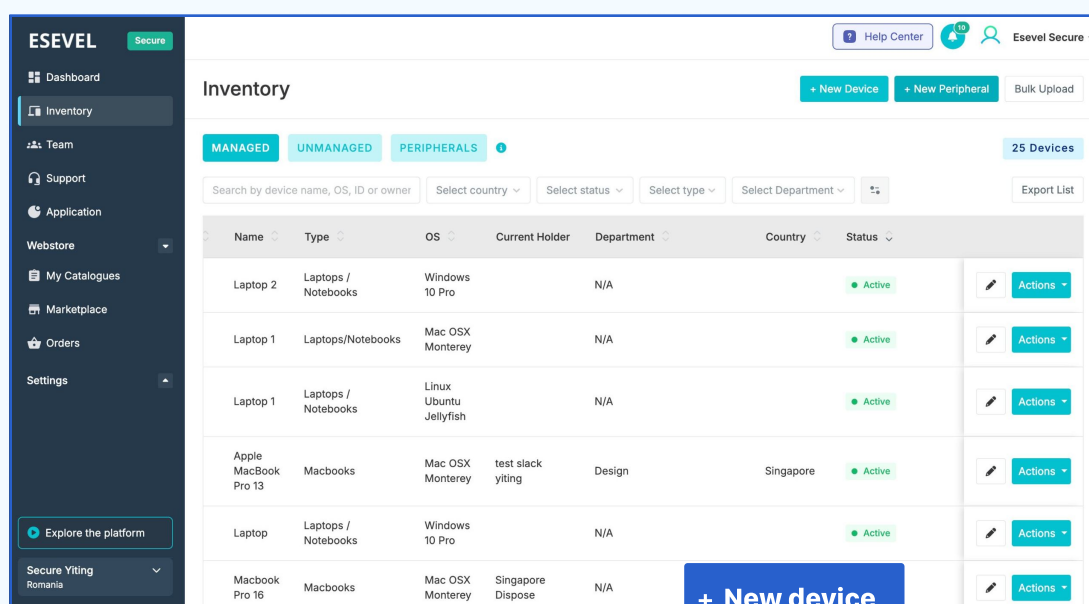 ESEVEL Secure
? Help Center 10 Esevel Secure
Dashboard
Inventory
Team
Support
Application
Webstore
My Catalogues
Marketplace
Orders
Settings
Explore the platform
Secure Yiting
Romania
Inventory
+ New Device + New Peripheral Bulk Upload
MANAGED UNMANAGED PERIPHERALS i 25 Devices
Search by device name, OS, ID or owner Select country Select status Select type Select Department Export List
Name Type OS Current Holder Department Country Status
Laptop 2 Laptops / Windows N/A Active Actions
Notebooks 10 Pro
Laptop 1 Laptops/Notebooks Mac OSX N/A Active Actions
Monterey
Laptop 1 Laptops / Linux N/A Active Actions
Notebooks Ubuntu
Jellyfish
Apple Macbooks Mac OSX test slack Design Singapore Active Actions
MacBook Monterey yiting
Pro 13
Laptop Laptops / Windows N/A Active Actions
Notebooks 10 Pro
Macbook Macbooks Mac OSX Singapore N/A Actions
Pro 16 Monterey Dispose
+ New device